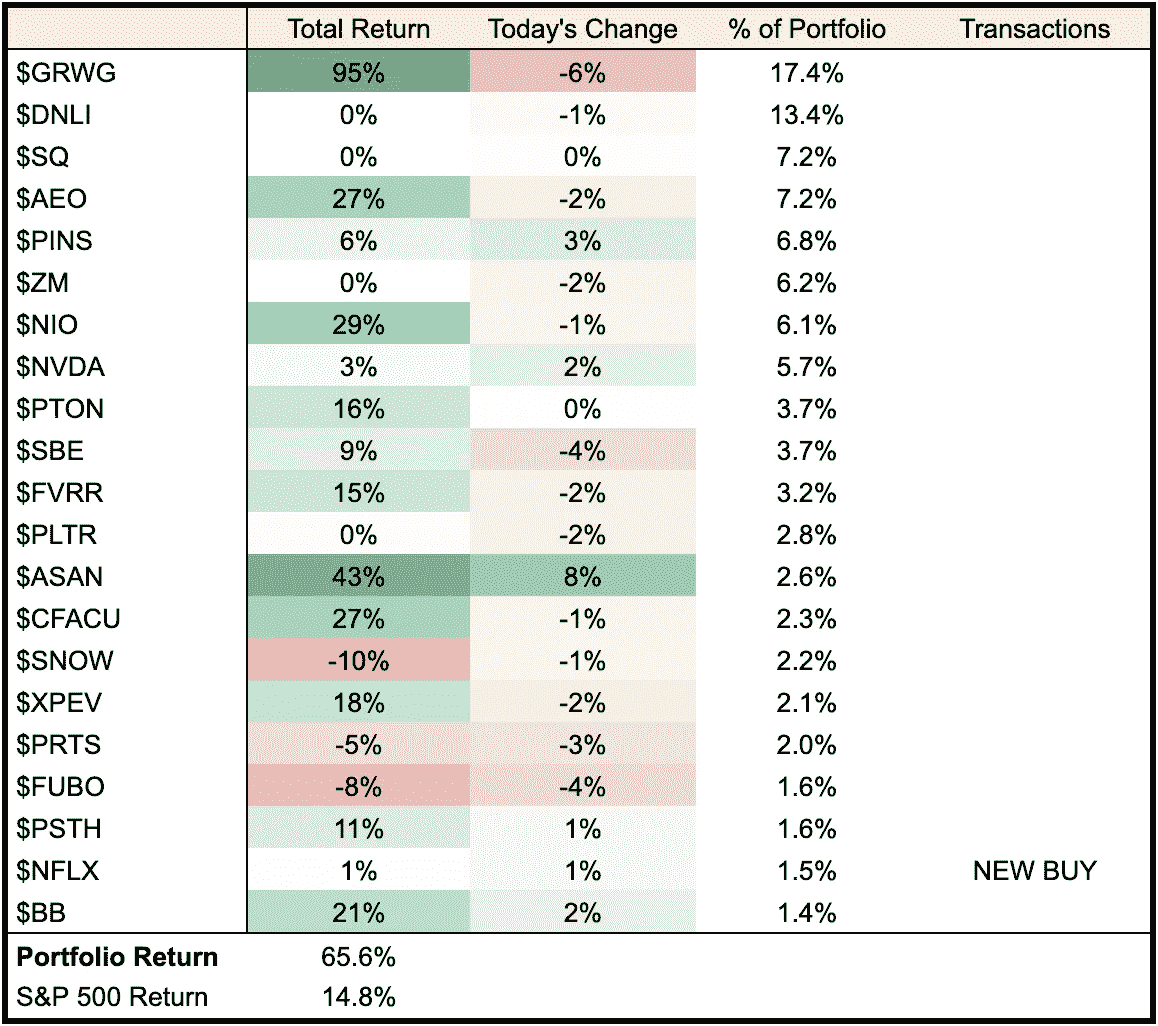 Total Return Today's Change % of Portfolio Transactions
$GRWG 95% -6% 17.4%
$DNLI 0% -1% 13.4%
$SQ 0% 0% 7.2%
$AEO 27% -2% 7.2%
$PINS 6% 3% 6.8%
$ZM 0% -2% 6.2%
$NIO 29% -1% 6.1%
$NVDA 3% 2% 5.7%
$PTON 16% 0% 3.7%
$SBE 9% -4% 3.7%
$FVRR 15% -2% 3.2%
$PLTR 0% -2% 2.8%
$ASAN 43% 8% 2.6%
$CFACU 27% -1% 2.3%
$SNOW -10% -1% 2.2%
$XPEV 18% -2% 2.1%
$PRTS -5% -3% 2.0%
$FUBO -8% -4% 1.6%
$PSTH 11% 1% 1.6%
$NFLX 1% 1% 1.5% NEW BUY
$BB 21% 2% 1.4%
Portfolio Return 65.6%
S&P 500 Return 14.8%